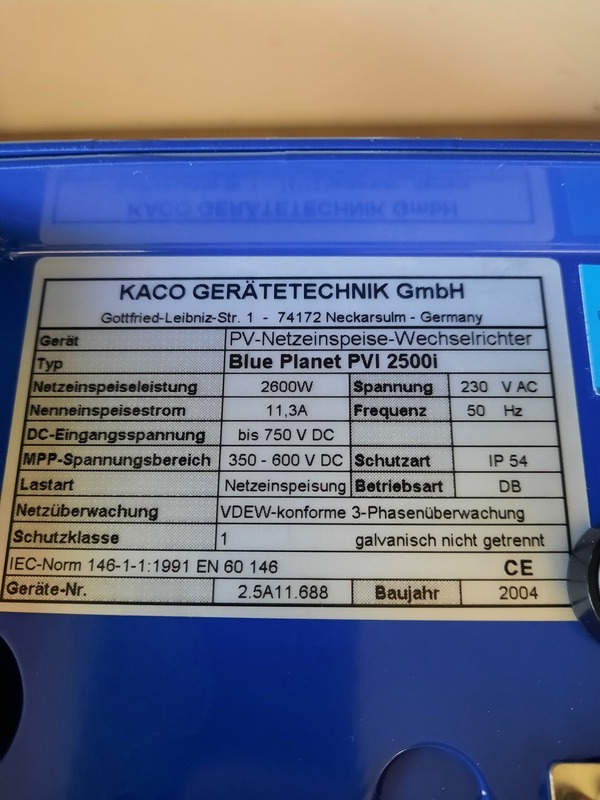 KACO GERÄTETECHNIK GmbH
KACO GERÄTETECHNIK GmbH
Gottfried-Leibniz-Str. 1 - 74172 Neckarsulm - Germany
Gerät PV-Netzeinspeise-Wechselrichter
Typ Blue Planet PVI 2500i
Netzeinspeiseleistung 2600W Spannung 230 V AC
Nenneinspeisestrom 11,3A Frequenz 50 Hz
DC-Eingangsspannung bis 750 V DC
MPP-Spannungsbereich 350 - 600 V DC Schutzart IP 54
Lastart Netzeinspeisung Betriebsart DB
Netzüberwachung VDEW-konforme 3-Phasenüberwachung
Schutzklasse 1 galvanisch nicht getrennt
IEC-Norm 146-1-1:1991 EN 60 146 CE
Geräte-Nr. 2.5A11.688 Baujahr 2004